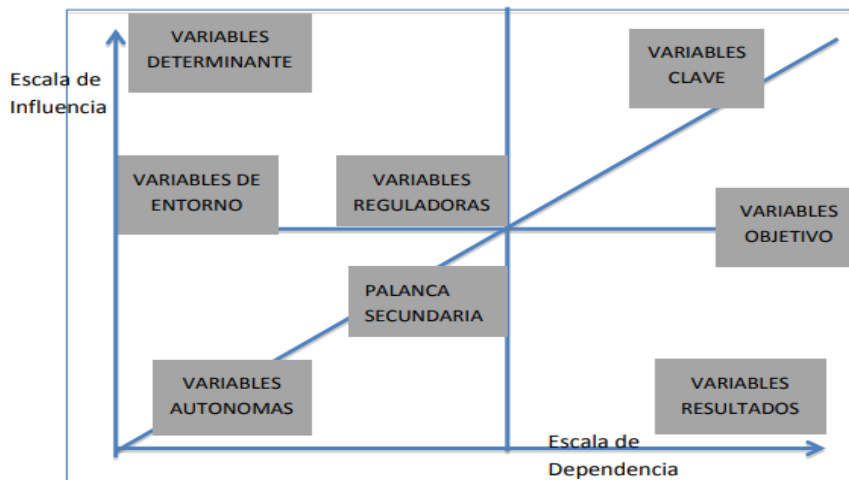 VARIABLES
DETERMINANTE
VARIABLES
CLAVE
Escala de
Influencia
VARIABLES DE
ENTORNO
VARIABLES
REGULADORAS
VARIABLES
OBJETIVO
PALANCA
SECUNDARIA
VARIABLES
AUTONOMAS
VARIABLES
RESULTADOS
Escala de
Dependencia